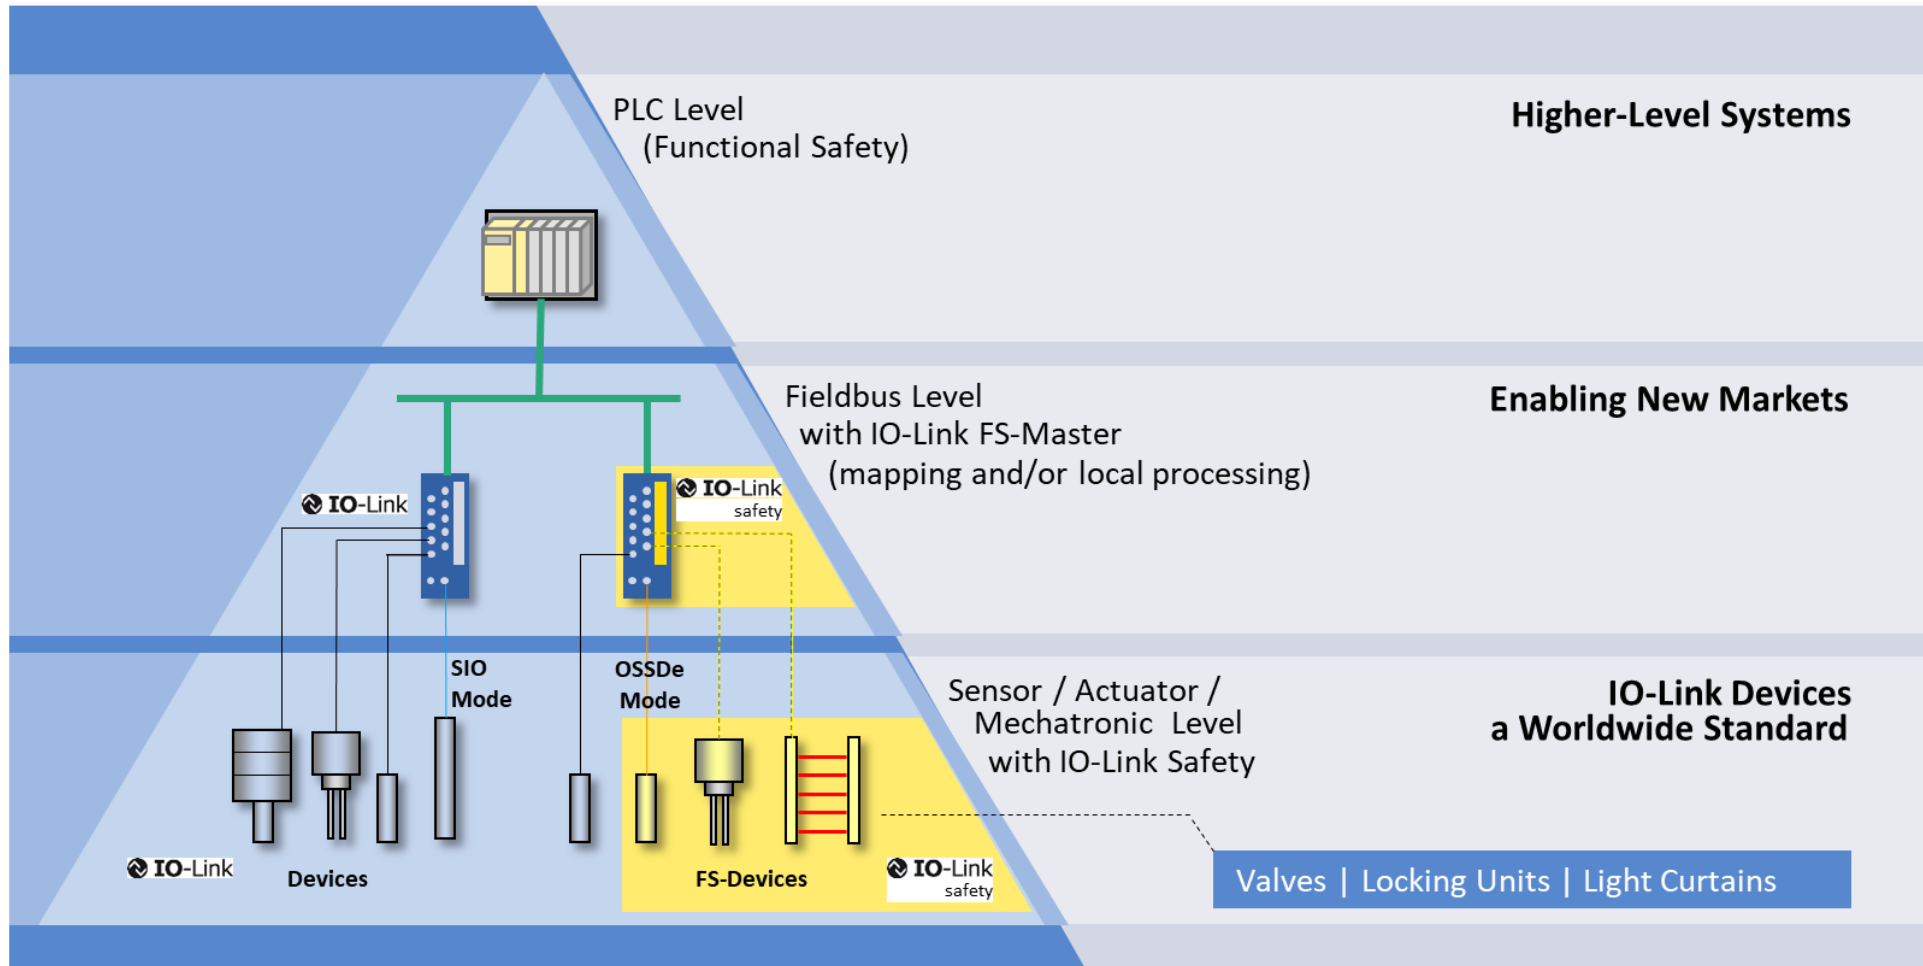 PLC Level
(Functional Safety)
Higher-Level Systems
Fieldbus Level
with IO-Link FS-Master
(mapping and/or local processing)
Enabling New Markets
IO-Link
IO-Link
safety
SIO
Mode
OSSDe
Mode
Sensor / Actuator /
Mechatronic Level
with IO-Link Safety
IO-Link Devices
a Worldwide Standard
IO-Link
Devices
FS-Devices
IO-Link
safety
Valves | Locking Units | Light Curtains